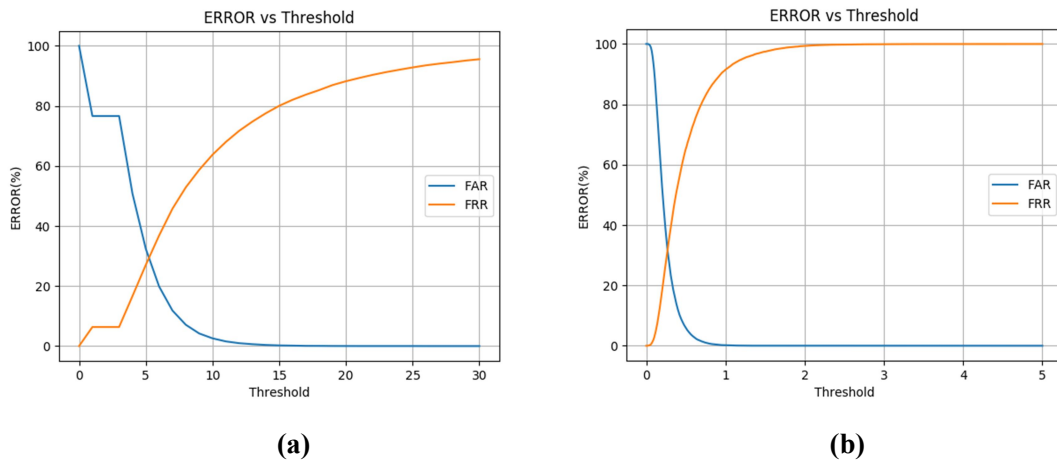 ERROR vs Threshold
100
80
60
40
20
0
ERROR(%)
FAR
FRR
0 5 10 15 20 25 30
Threshold
(a)
ERROR vs Threshold
100
80
60
40
20
0
ERROR(%)
FAR
FRR
0 1 2 3 4 5
Threshold
(b)